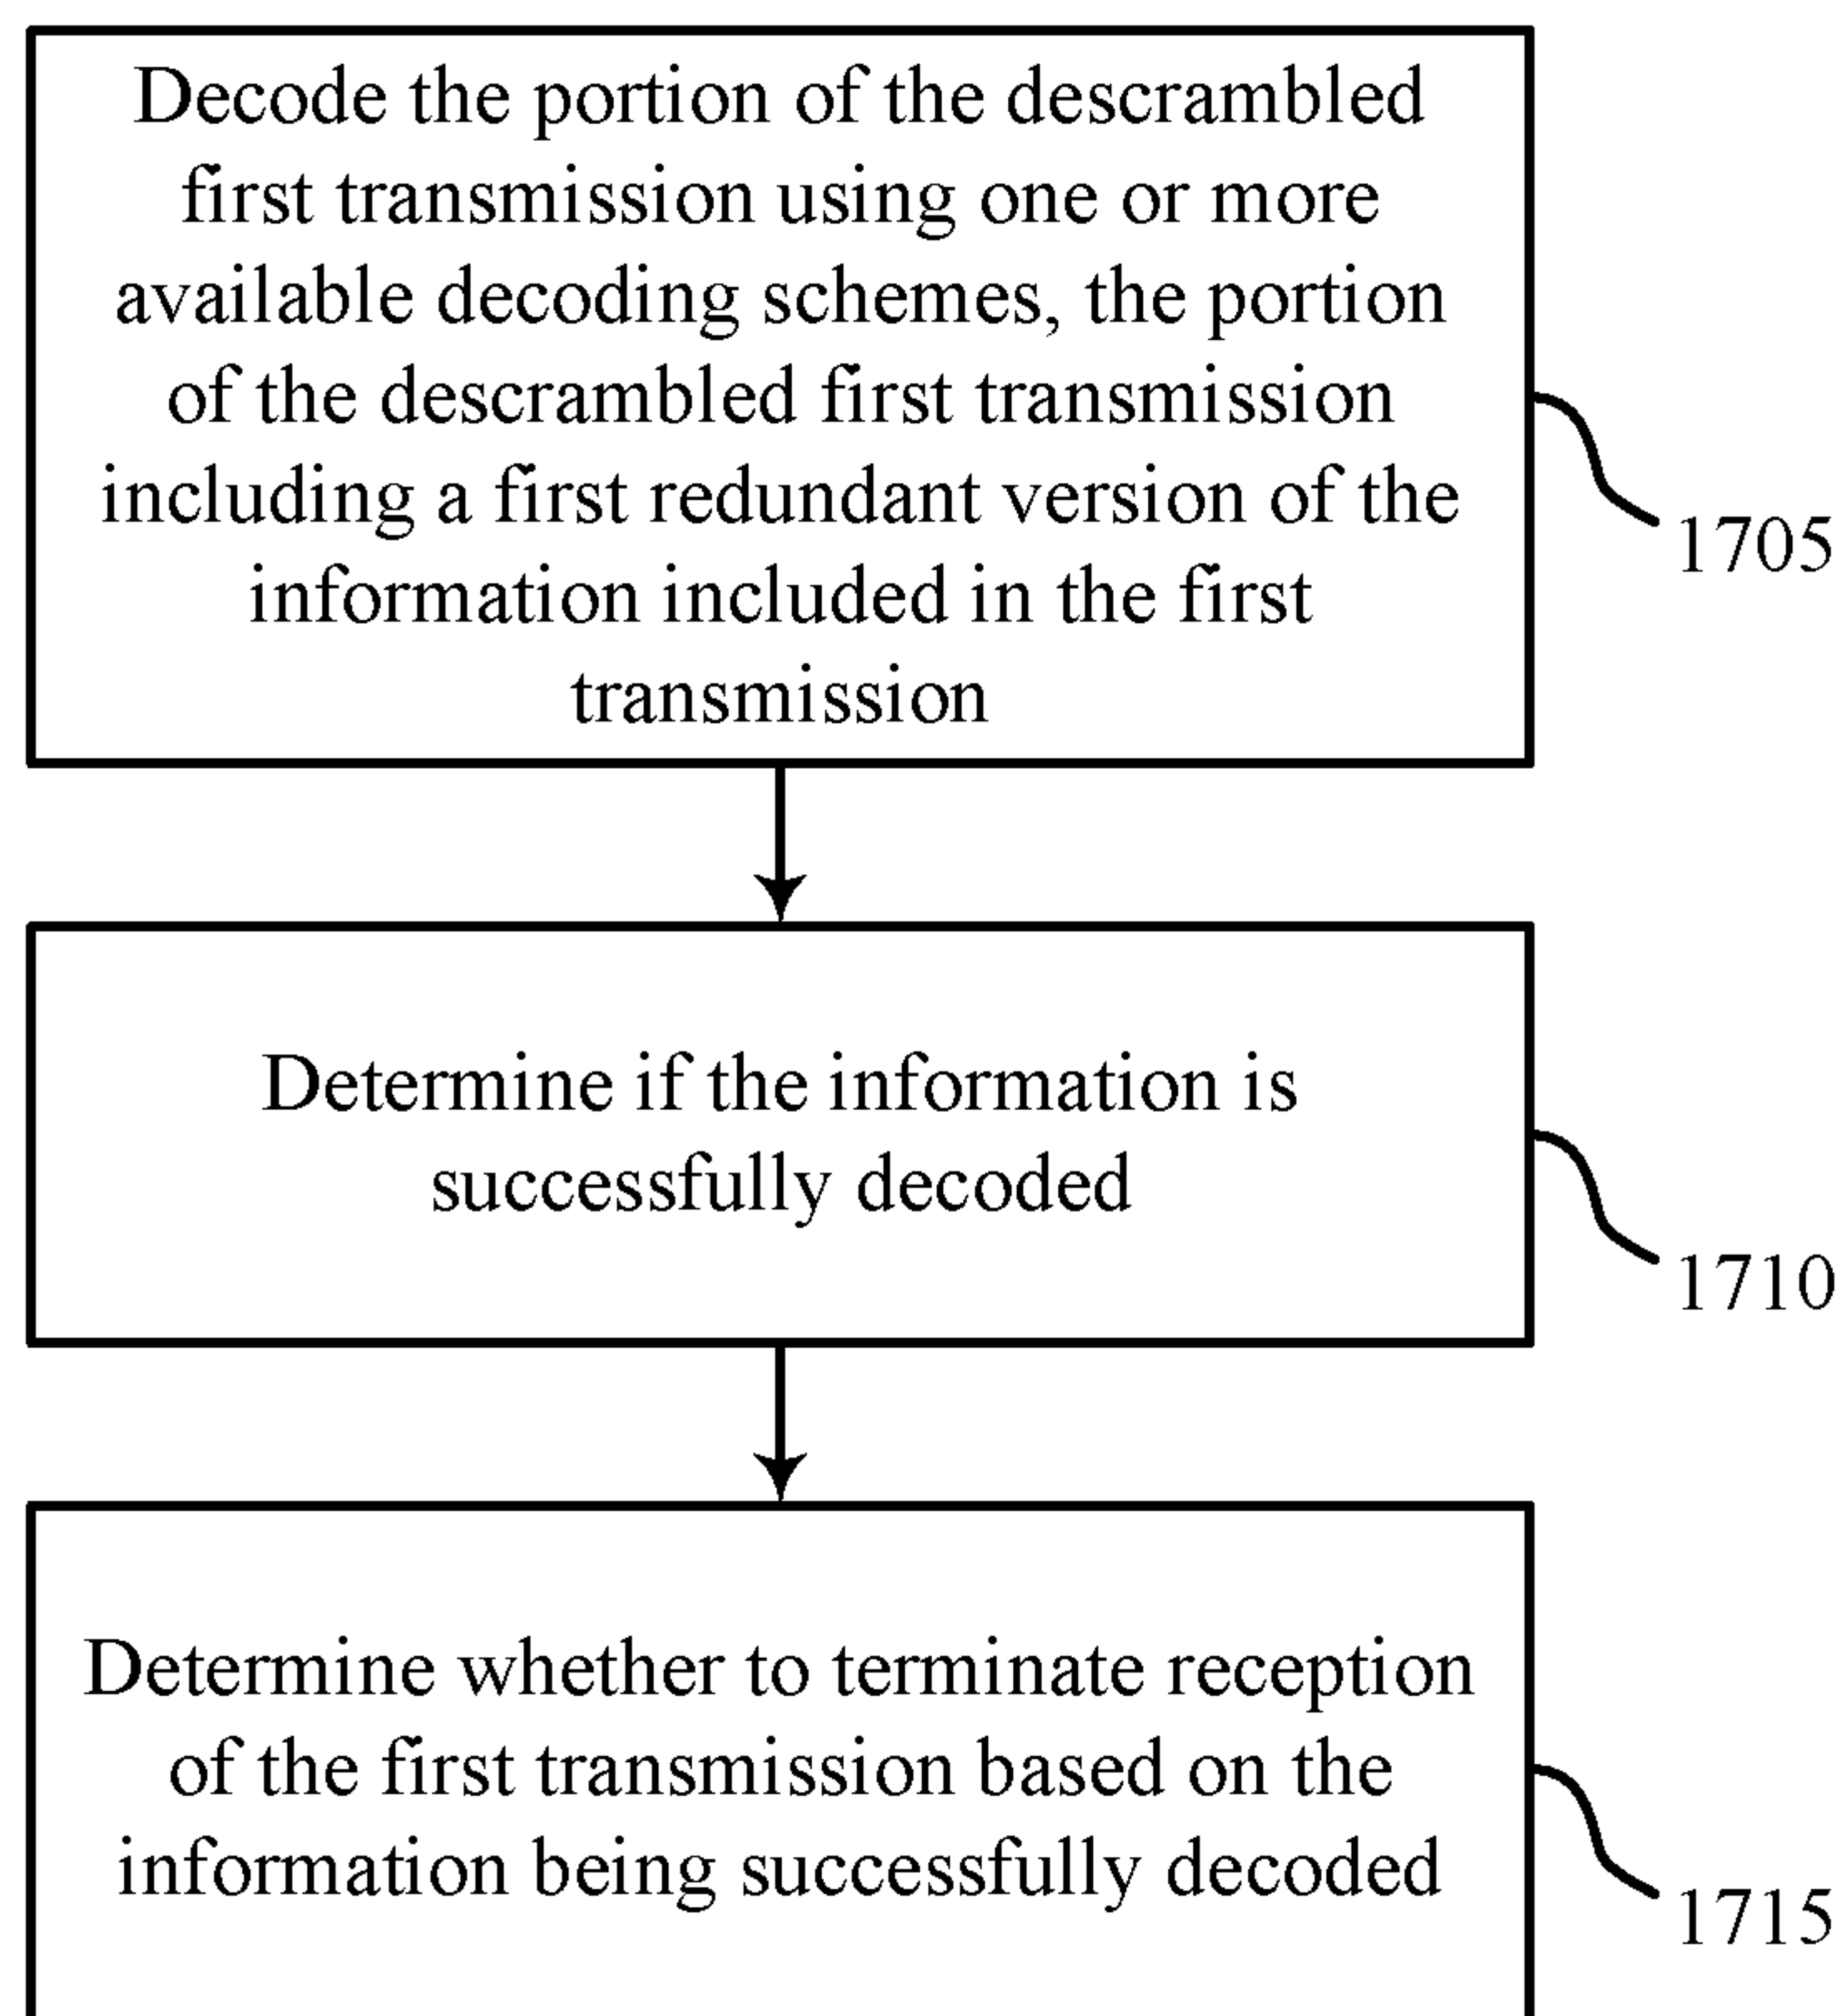 Decode the portion of the descrambled
first transmission using one or more
available decoding schemes, the portion
of the descrambled first transmission
including a first redundant version of the
information included in the first
transmission
1705
Determine if the information is
successfully decoded
1710
Determine whether to terminate reception
of the first transmission based on the
information being successfully decoded
1715